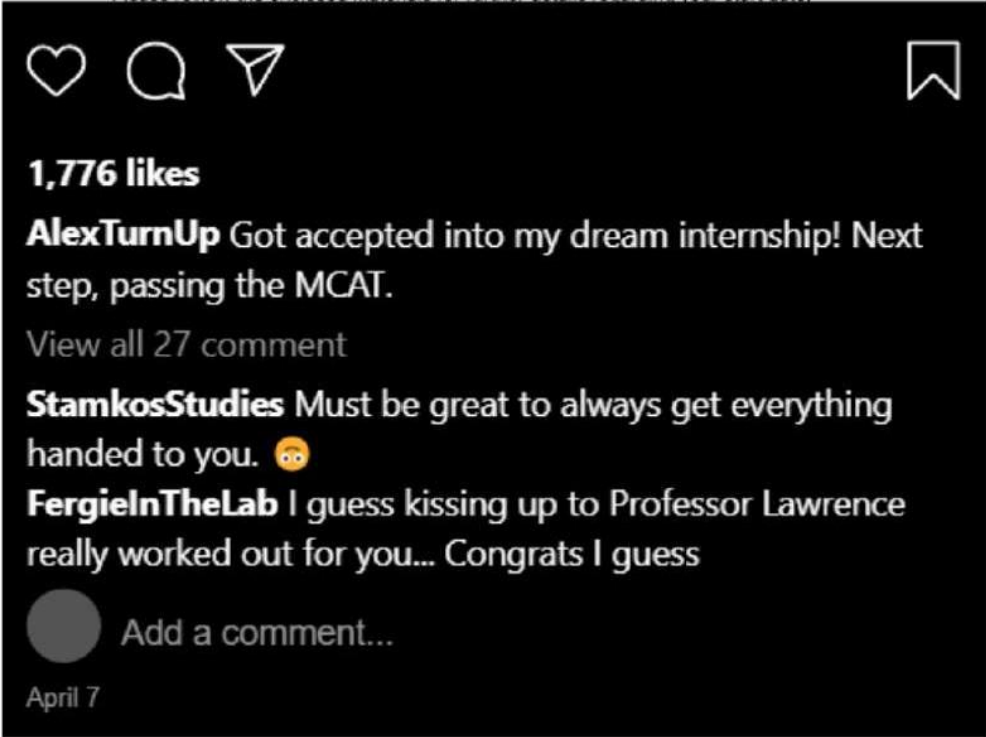 1,776 likes
AlexTurnUp Got accepted into my dream internship! Next
step, passing the MCAT.
View all 27 comment
StamkosStudies Must be great to always get everything
handed to you. 🙃
FergieInTheLab I guess kissing up to Professor Lawrence
really worked out for you... Congrats I guess
Add a comment...
April 7